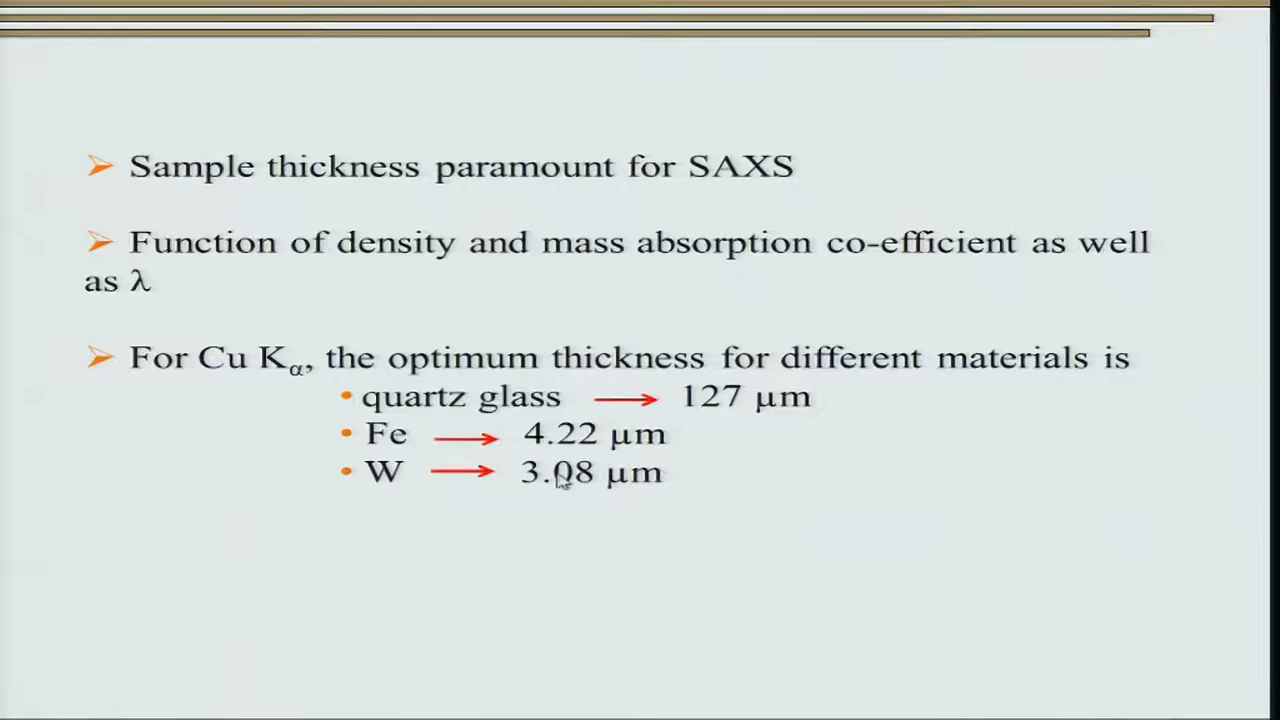 Sample thickness paramount for SAXS
Function of density and mass absorption co-efficient as well
as λ
For Cu Kα, the optimum thickness for different materials is
• quartz glass → 127 μm
• Fe → 4.22 μm
• W → 3.08 μm